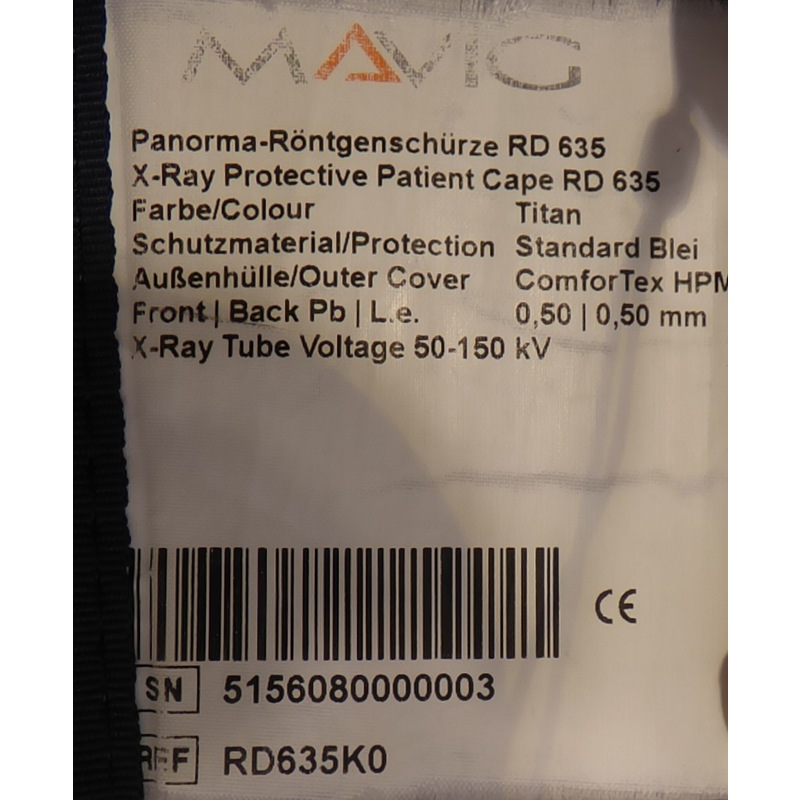 MAVIG
Panorma-Röntgenschürze RD 635
X-Ray Protective Patient Cape RD 635
Farbe/Colour Titan
Schutzmaterial/Protection Standard Blei
Außenhülle/Outer Cover ComforTex HPM
Front | Back Pb | L.e. 0,50 | 0,50 mm
X-Ray Tube Voltage 50-150 kV
CE
SN 5156080000003
REF RD635K0